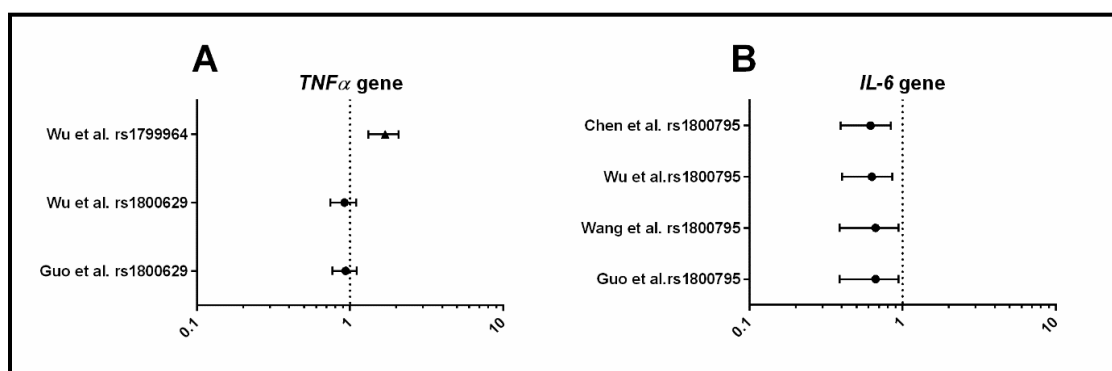 A
TNFα gene
Wu et al. rs1799964
Wu et al. rs1800629
Guo et al. rs1800629
0.1
1
10
B
IL-6 gene
Chen et al. rs1800795
Wu et al.rs1800795
Wang et al. rs1800795
Guo et al.rs1800795
0.1
1
10